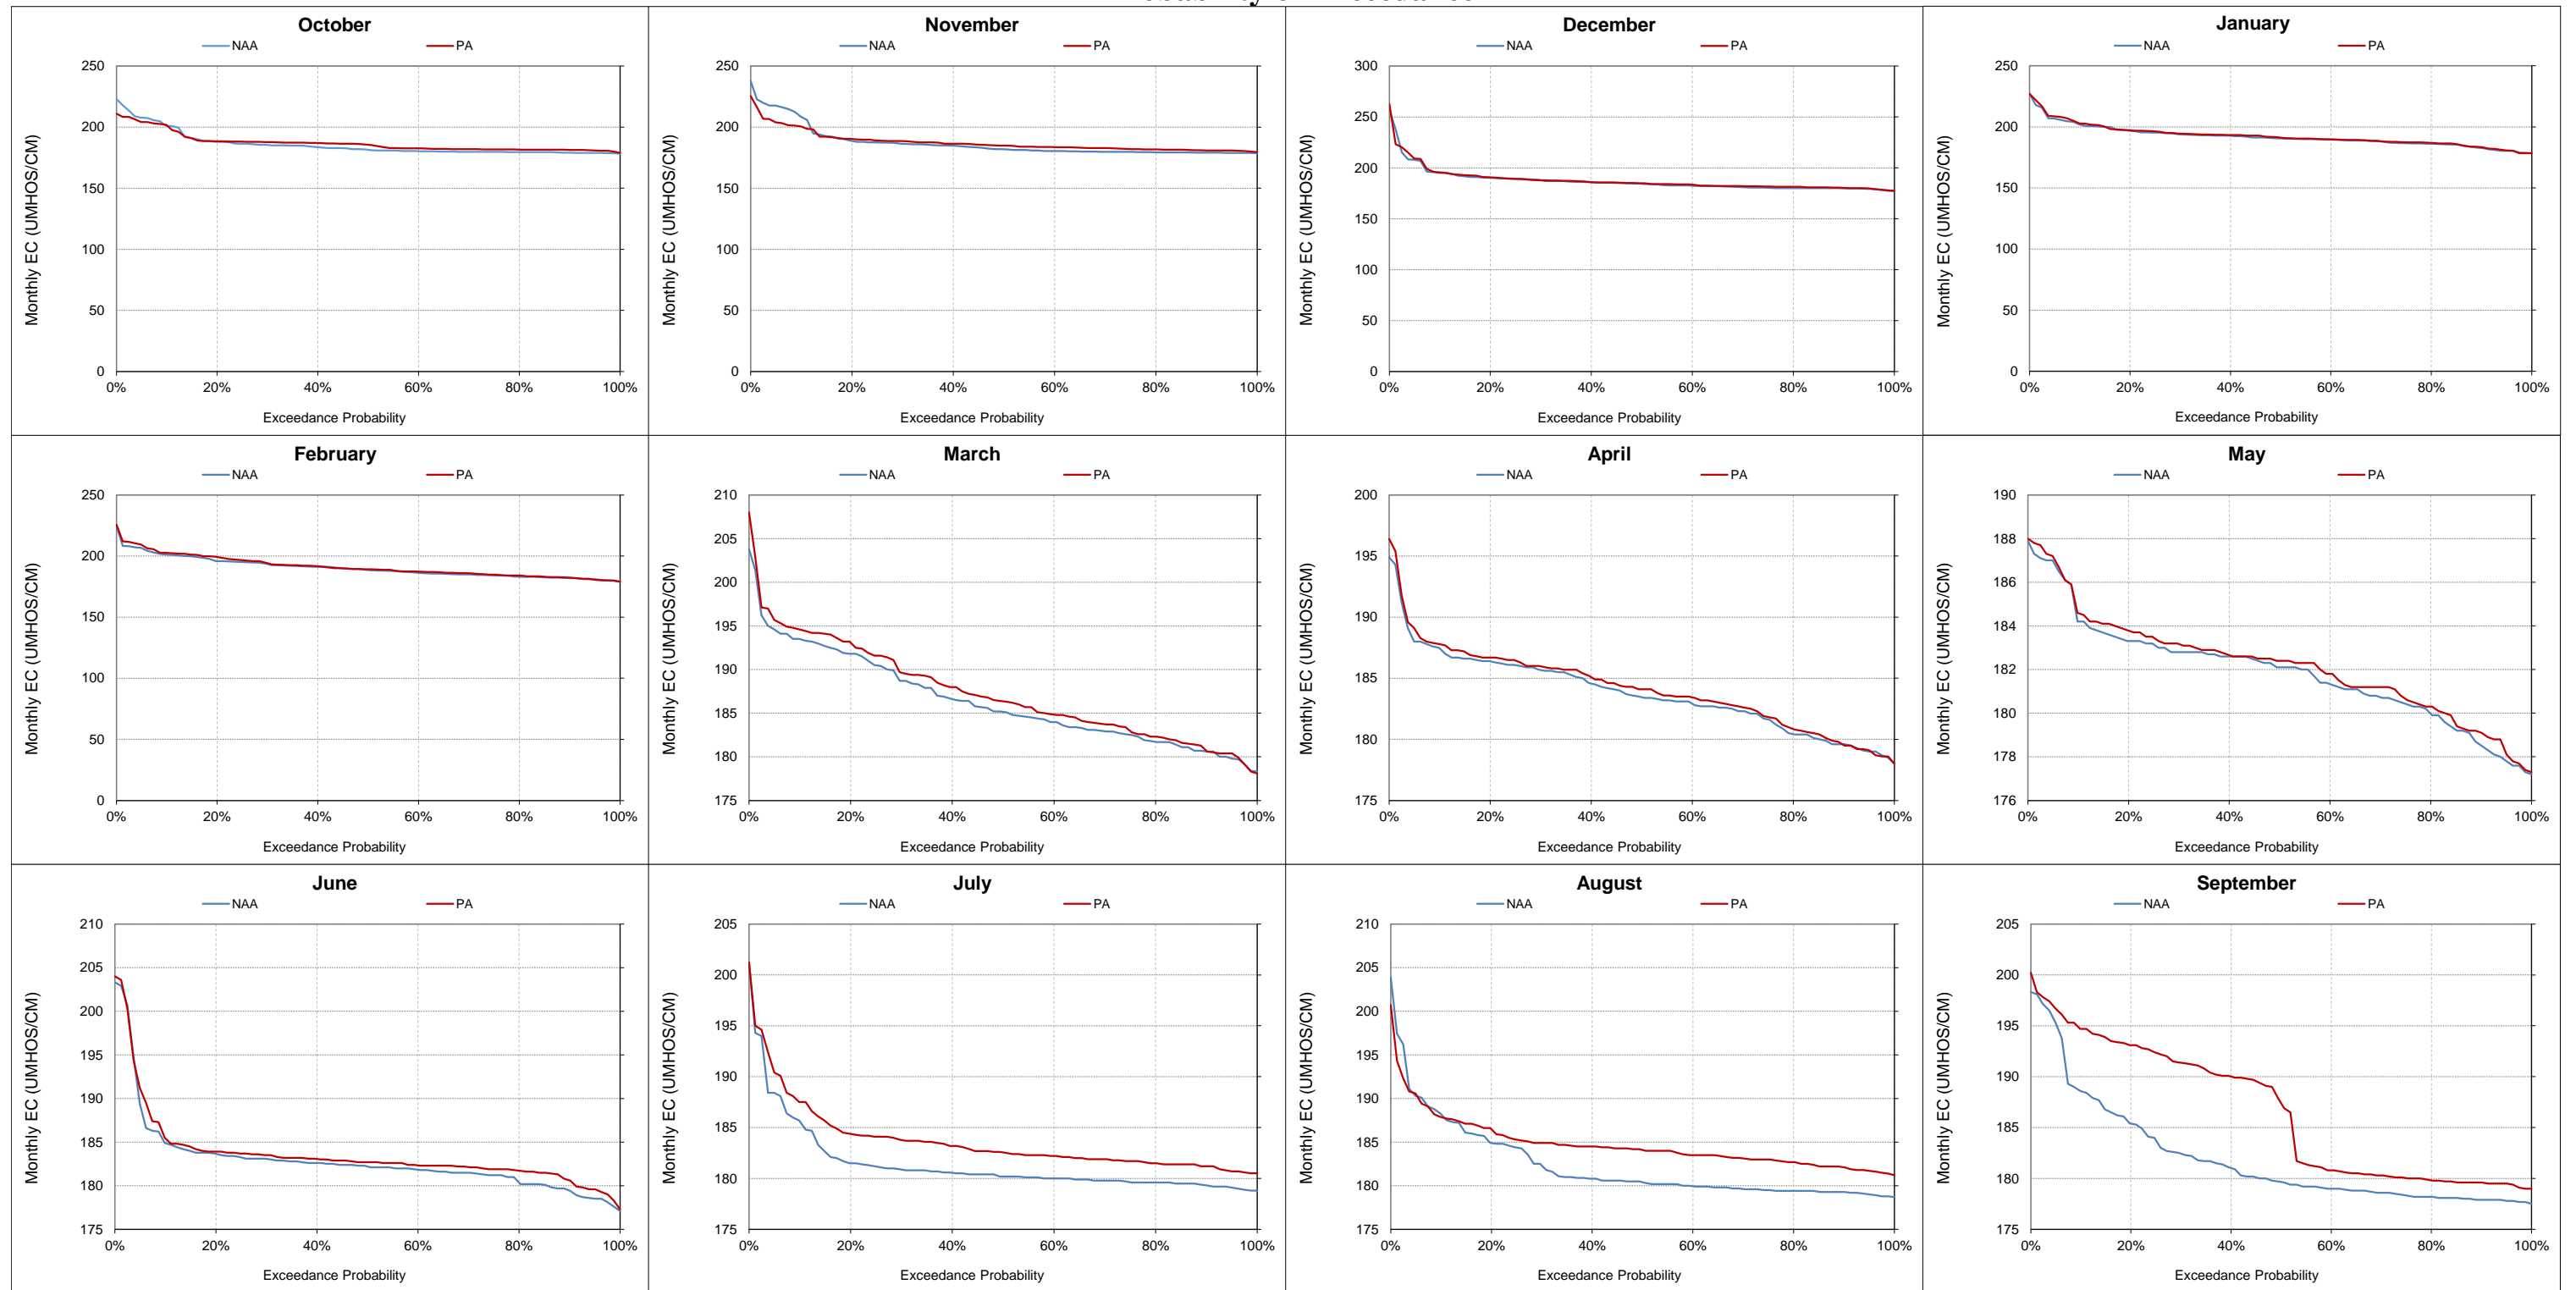 October
NAA PA
Monthly EC (UMHOS/CM)
250
200
150
100
50
0
0% 20% 40% 60% 80% 100%
Exceedance Probability
November
NAA PA
Monthly EC (UMHOS/CM)
250
200
150
100
50
0
0% 20% 40% 60% 80% 100%
Exceedance Probability
December
NAA PA
Monthly EC (UMHOS/CM)
300
250
200
150
100
50
0
0% 20% 40% 60% 80% 100%
Exceedance Probability
January
NAA PA
Monthly EC (UMHOS/CM)
250
200
150
100
50
0
0% 20% 40% 60% 80% 100%
Exceedance Probability
February
NAA PA
Monthly EC (UMHOS/CM)
250
200
150
100
50
0
0% 20% 40% 60% 80% 100%
Exceedance Probability
March
NAA PA
Monthly EC (UMHOS/CM)
210
205
200
195
190
185
180
175
0% 20% 40% 60% 80% 100%
Exceedance Probability
April
NAA PA
Monthly EC (UMHOS/CM)
200
195
190
185
180
175
0% 20% 40% 60% 80% 100%
Exceedance Probability
May
NAA PA
Monthly EC (UMHOS/CM)
190
188
186
184
182
180
178
176
0% 20% 40% 60% 80% 100%
Exceedance Probability
June
NAA PA
Monthly EC (UMHOS/CM)
210
205
200
195
190
185
180
175
0% 20% 40% 60% 80% 100%
Exceedance Probability
July
NAA PA
Monthly EC (UMHOS/CM)
205
200
195
190
185
180
175
0% 20% 40% 60% 80% 100%
Exceedance Probability
August
NAA PA
Monthly EC (UMHOS/CM)
210
205
200
195
190
185
180
175
0% 20% 40% 60% 80% 100%
Exceedance Probability
September
NAA PA
Monthly EC (UMHOS/CM)
205
200
195
190
185
180
175
0% 20% 40% 60% 80% 100%
Exceedance Probability